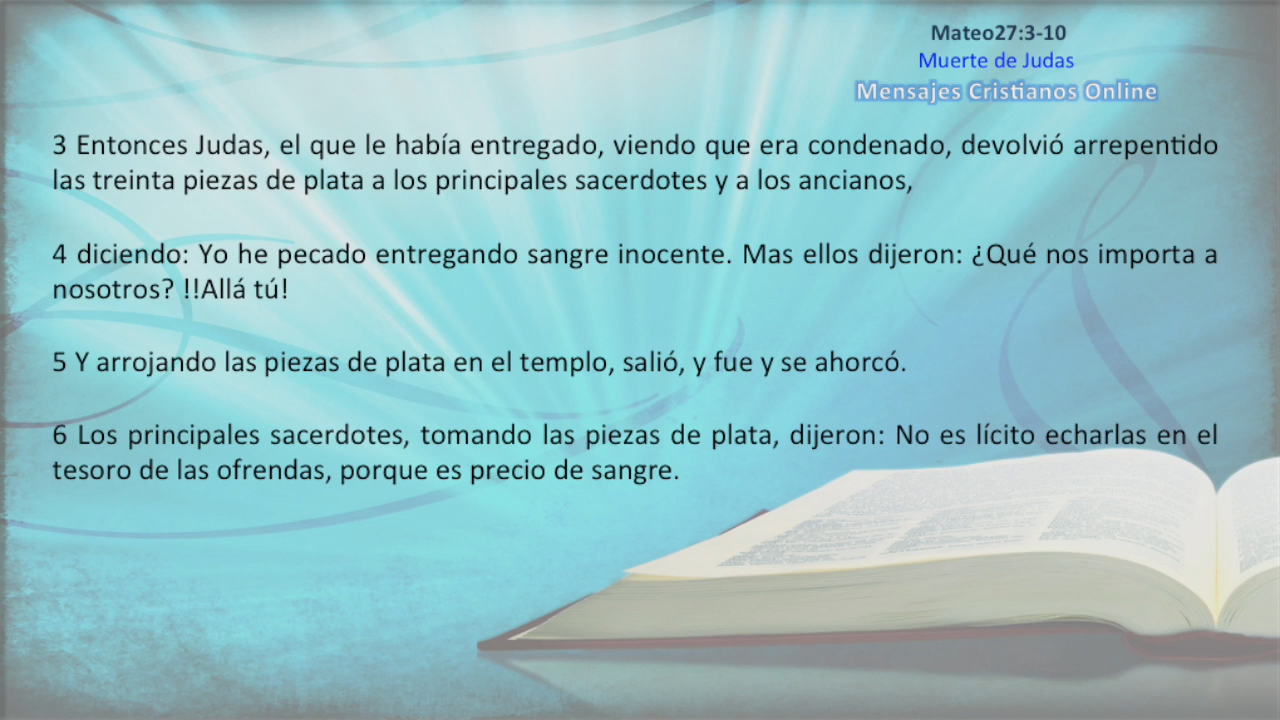 Mateo27:3-10
Muerte de Judas
Mensajes Cristianos Online
3 Entonces Judas, el que le había entregado, viendo que era condenado, devolvió arrepentido
las treinta piezas de plata a los principales sacerdotes y a los ancianos,
4 diciendo: Yo he pecado entregando sangre inocente. Mas ellos dijeron: ¿Qué nos importa a
nosotros? !!Allá tú!
5 Y arrojando las piezas de plata en el templo, salió, y fue y se ahorcó.
6 Los principales sacerdotes, tomando las piezas de plata, dijeron: No es lícito echarlas en el
tesoro de las ofrendas, porque es precio de sangre.